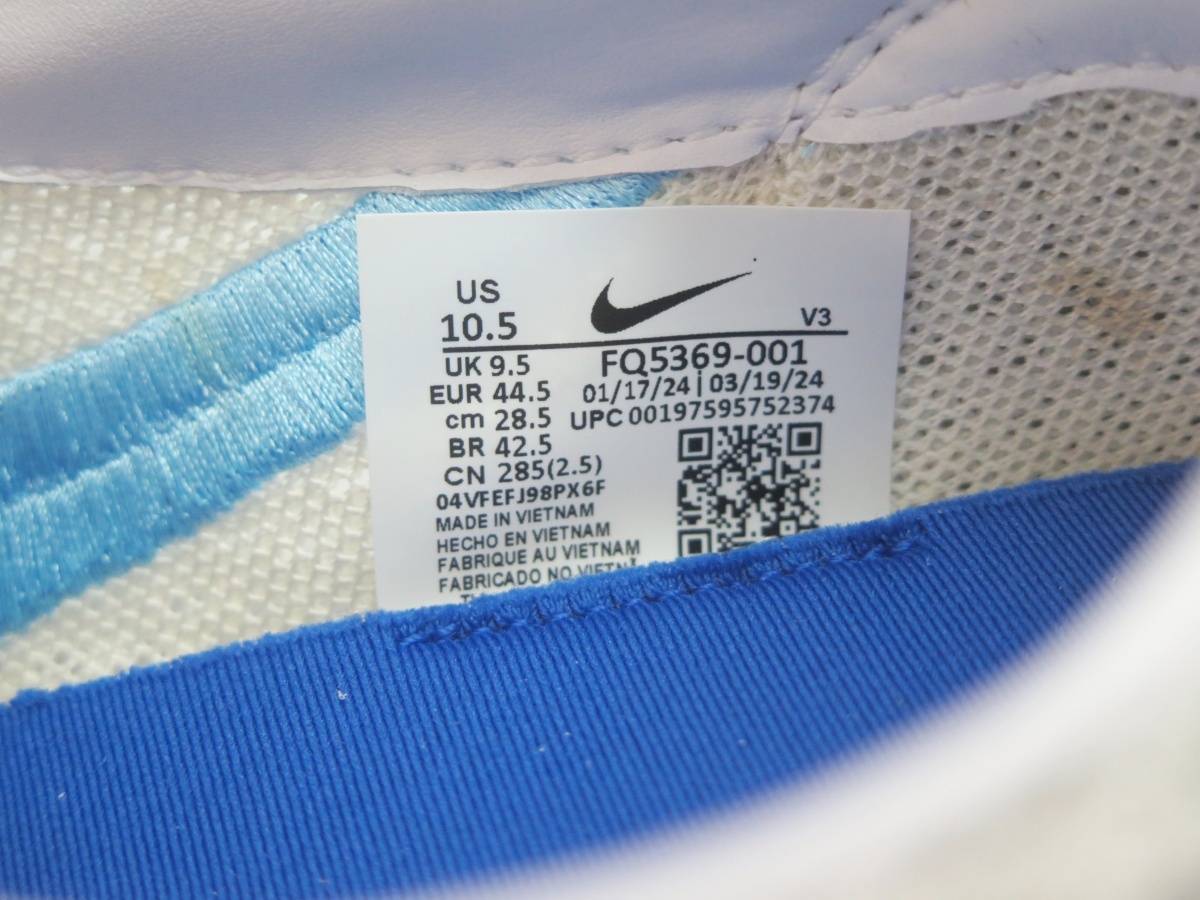 US
10.5
V3
UK 9.5
FQ5369-001
EUR 44.5
01/17/24 | 03/19/24
cm 28.5
UPC 00197595752374
BR 42.5
CN 285(2.5)
04VFEFJ98PX6F
MADE IN VIETNAM
HECHO EN VIETNAM
FABRIQUE AU VIETNAM
FABRICADO NO